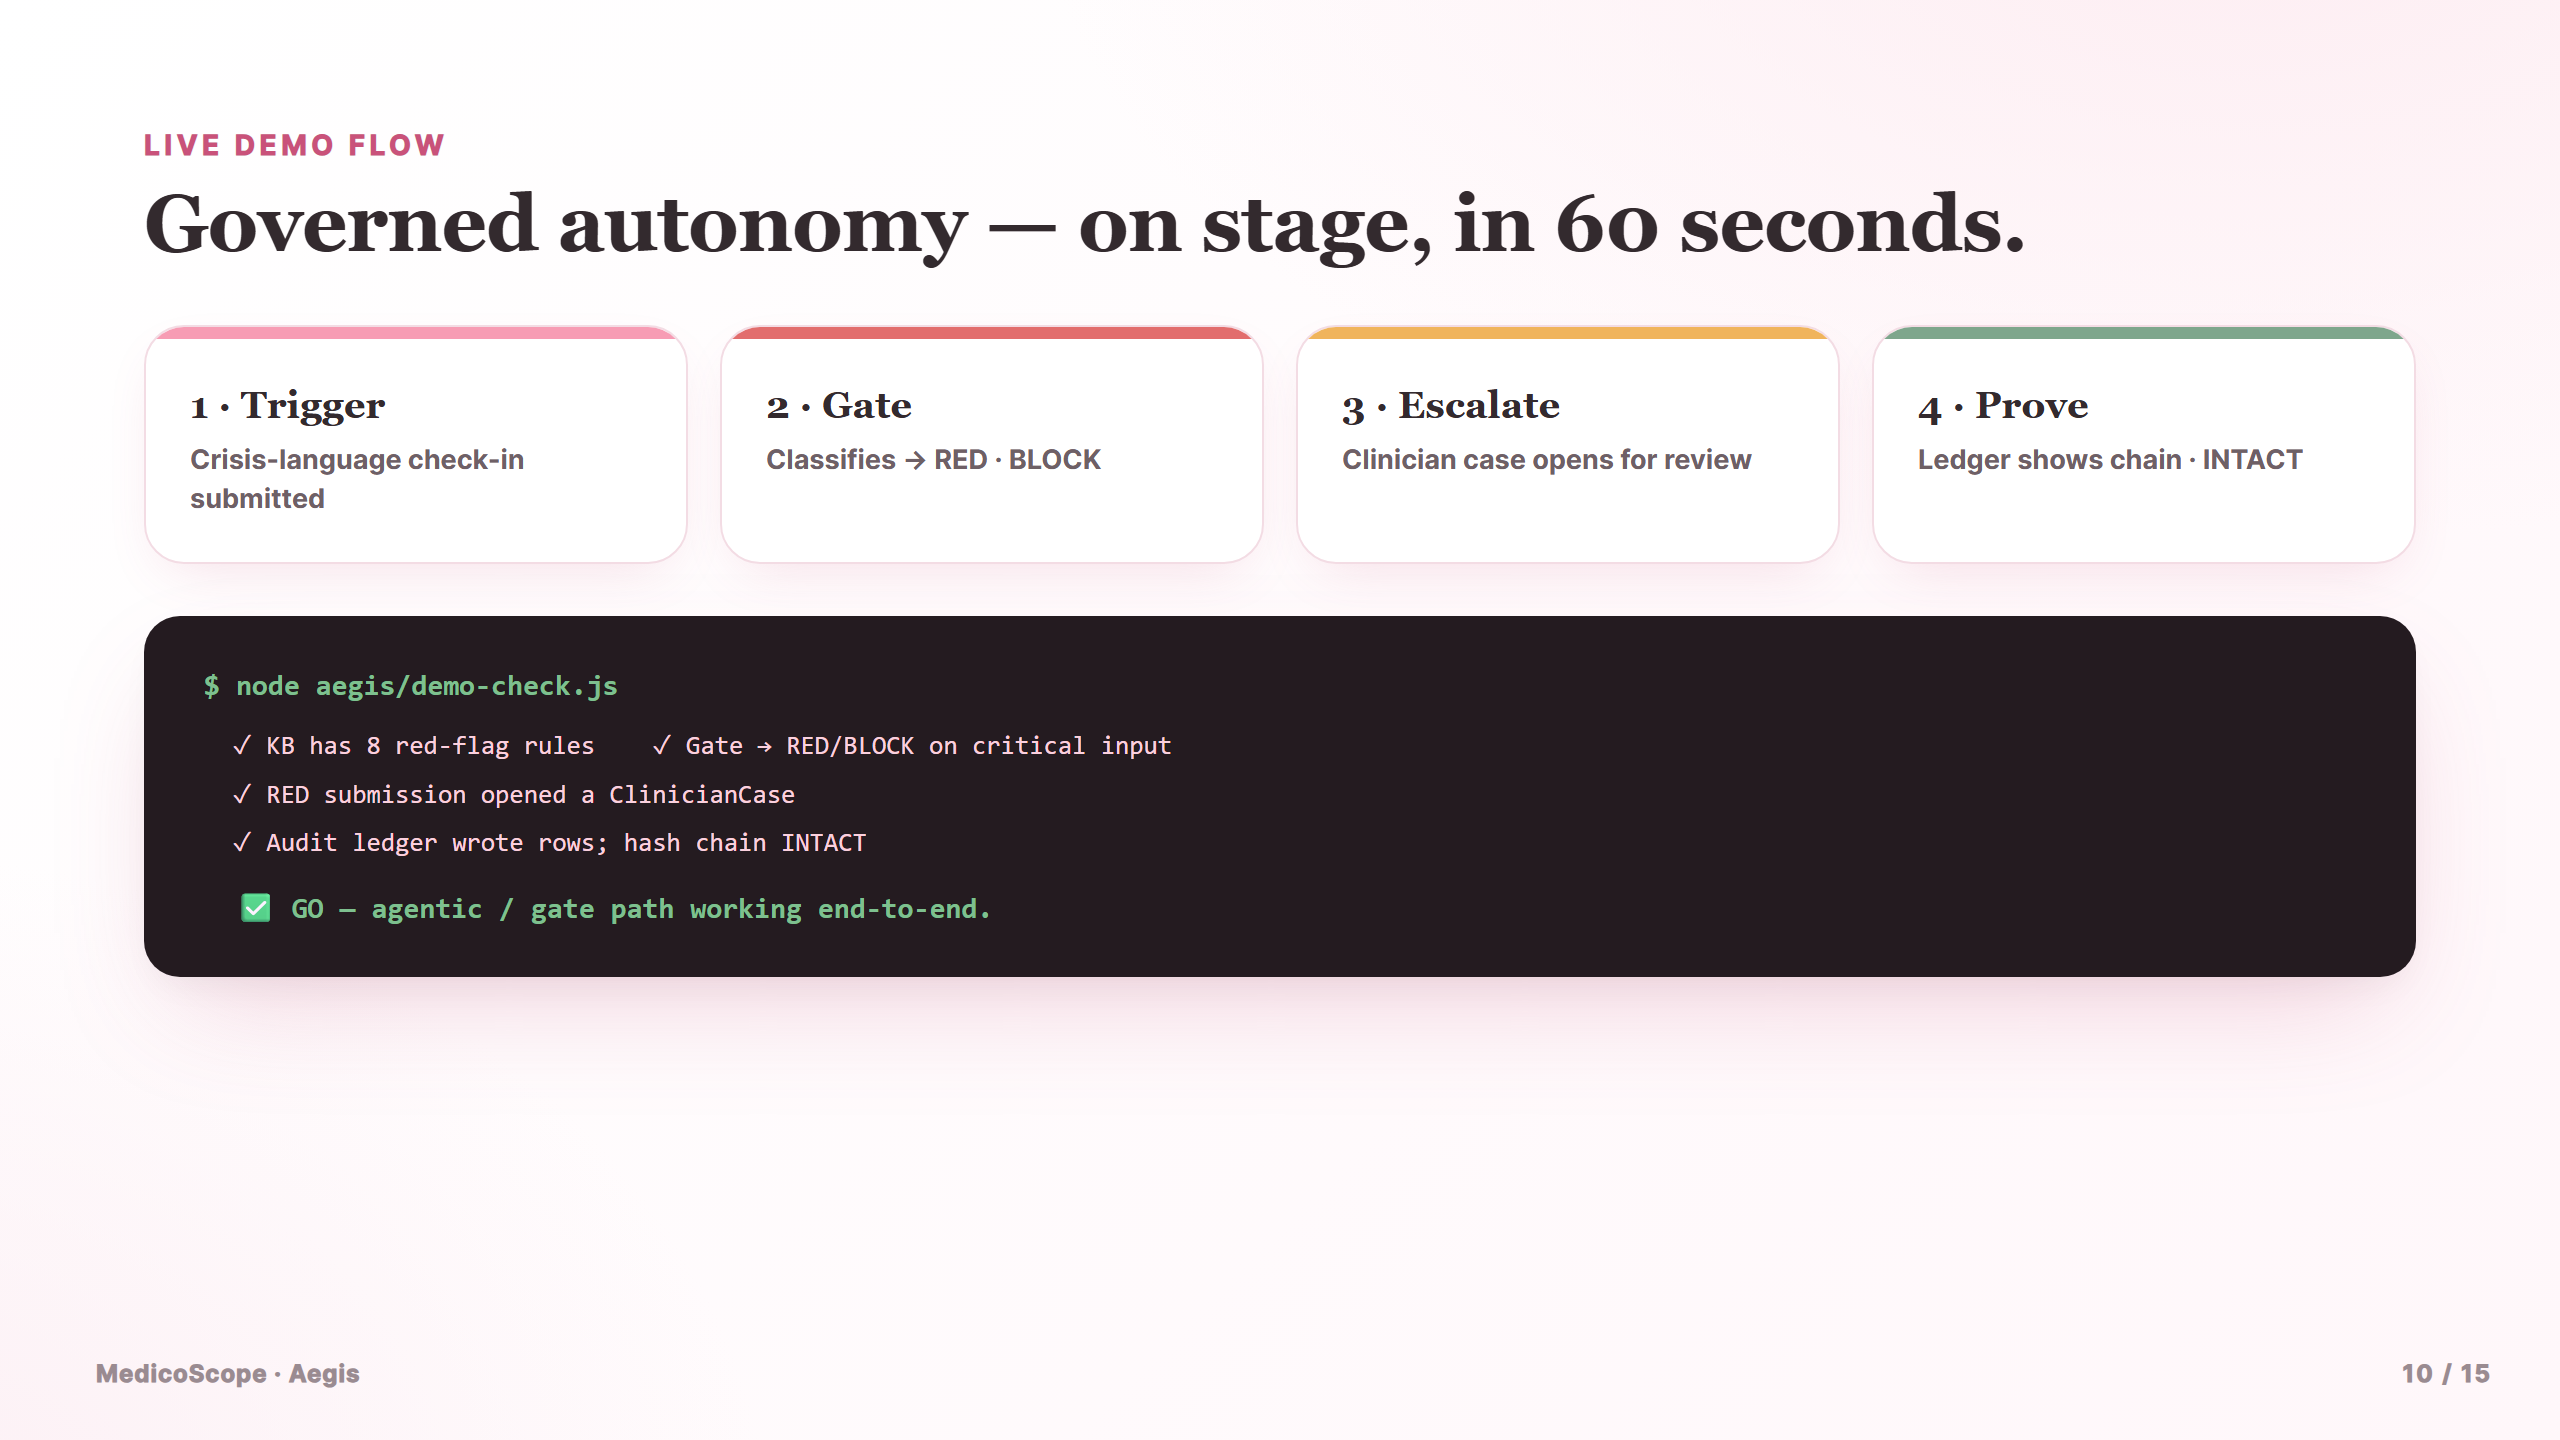 LIVE DEMO FLOW
Governed autonomy — on stage, in 60 seconds.
1 · Trigger
Crisis-language check-in
submitted
2 · Gate
Classifies → RED · BLOCK
3 · Escalate
Clinician case opens for review
4 · Prove
Ledger shows chain · INTACT
$ node aegis/demo-check.js
✓ KB has 8 red-flag rules ✓ Gate → RED/BLOCK on critical input
✓ RED submission opened a ClinicianCase
✓ Audit ledger wrote rows; hash chain INTACT
✅ GO — agentic / gate path working end-to-end.
MedicoScope · Aegis
10 / 15